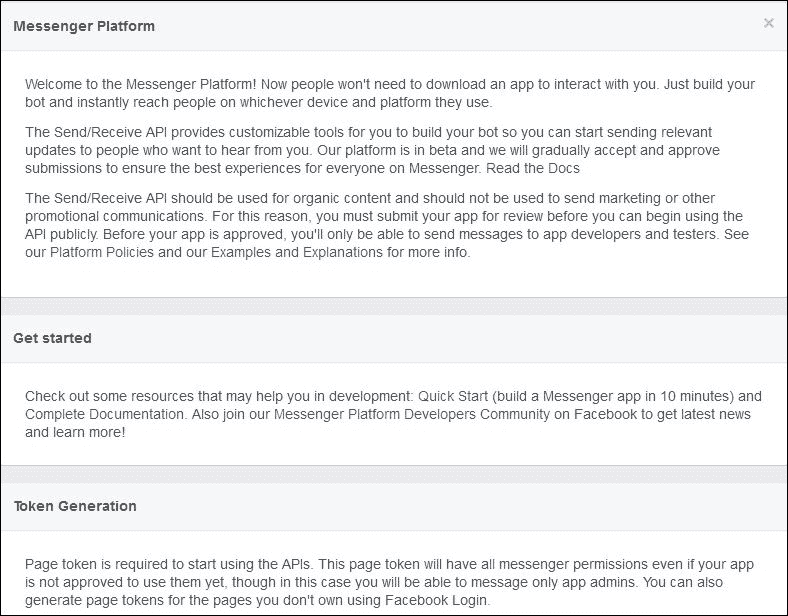 Messenger Platform
Welcome to the Messenger Platform! Now people won't need to download an app to interact with you. Just build your
bot and instantly reach people on whichever device and platform they use.
The Send/Receive API provides customizable tools for you to build your bot so you can start sending relevant
updates to people who want to hear from you. Our platform is in beta and we will gradually accept and approve
submissions to ensure the best experiences for everyone on Messenger. Read the Docs
The Send/Receive API should be used for organic content and should not be used to send marketing or other
promotional communications. For this reason, you must submit your app for review before you can begin using the
API publicly. Before your app is approved, you'll only be able to send messages to app developers and testers. See
our Platform Policies and our Examples and Explanations for more info.
Get started
Check out some resources that may help you in development: Quick Start (build a Messenger app in 10 minutes) and
Complete Documentation. Also join our Messenger Platform Developers Community on Facebook to get latest news
and learn more!
Token Generation
Page token is required to start using the APIs. This page token will have all messenger permissions even if your app
is not approved to use them yet, though in this case you will be able to message only app admins. You can also
generate page tokens for the pages you don't own using Facebook Login.